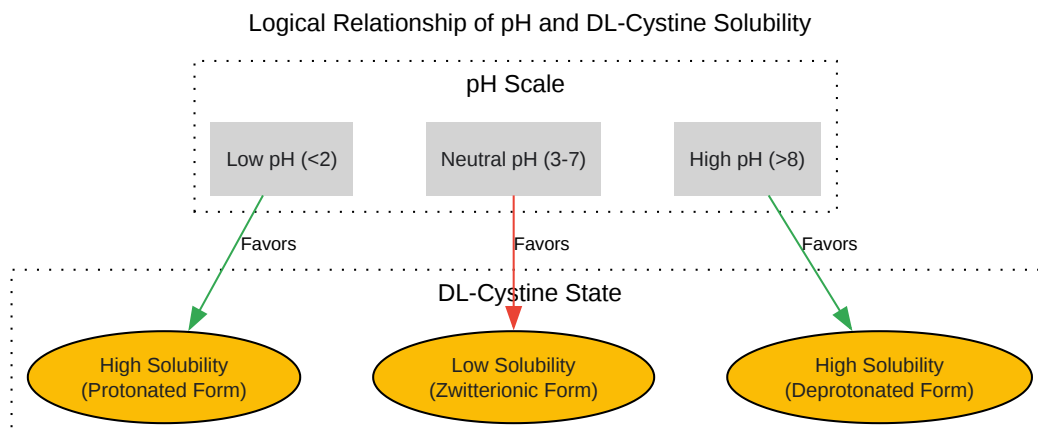 Logical Relationship of pH and DL-Cystine Solubility
pH Scale
Low pH (<2)
Neutral pH (3-7)
High pH (>8)
Favors
Favors
Favors
DL-Cystine State
High Solubility
(Protonated Form)
Low Solubility
(Zwitterionic Form)
High Solubility
(Deprotonated Form)